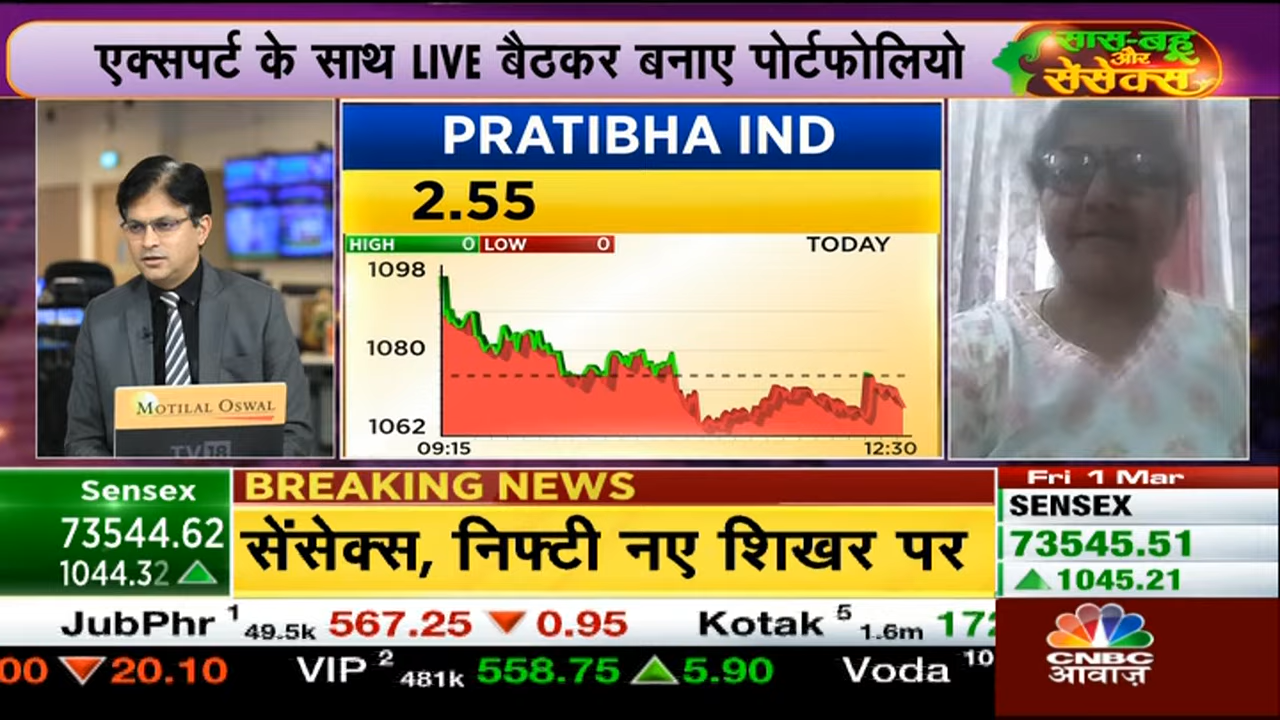 एक्सपर्ट के साथ LIVE बैठकर बनाए पोर्टफोलियो
सास-बहू
और
सेंसेक्स
PRATIBHA IND
2.55
HIGH 0 LOW 0 TODAY
1098
1080
1062
09:15 12:30
MOTILAL OSWAL
TV18
Sensex
73544.62
1044.32
BREAKING NEWS
सेंसेक्स, निफ्टी नए शिखर पर
Fri 1 Mar
SENSEX
73545.51
1045.21
JubPhr 1 49.5k 567.25 0.95 Kotak 5 1.6m 172
00 20.10 VIP 2 481k 558.75 5.90 Voda 10
CNBC
आवाज़